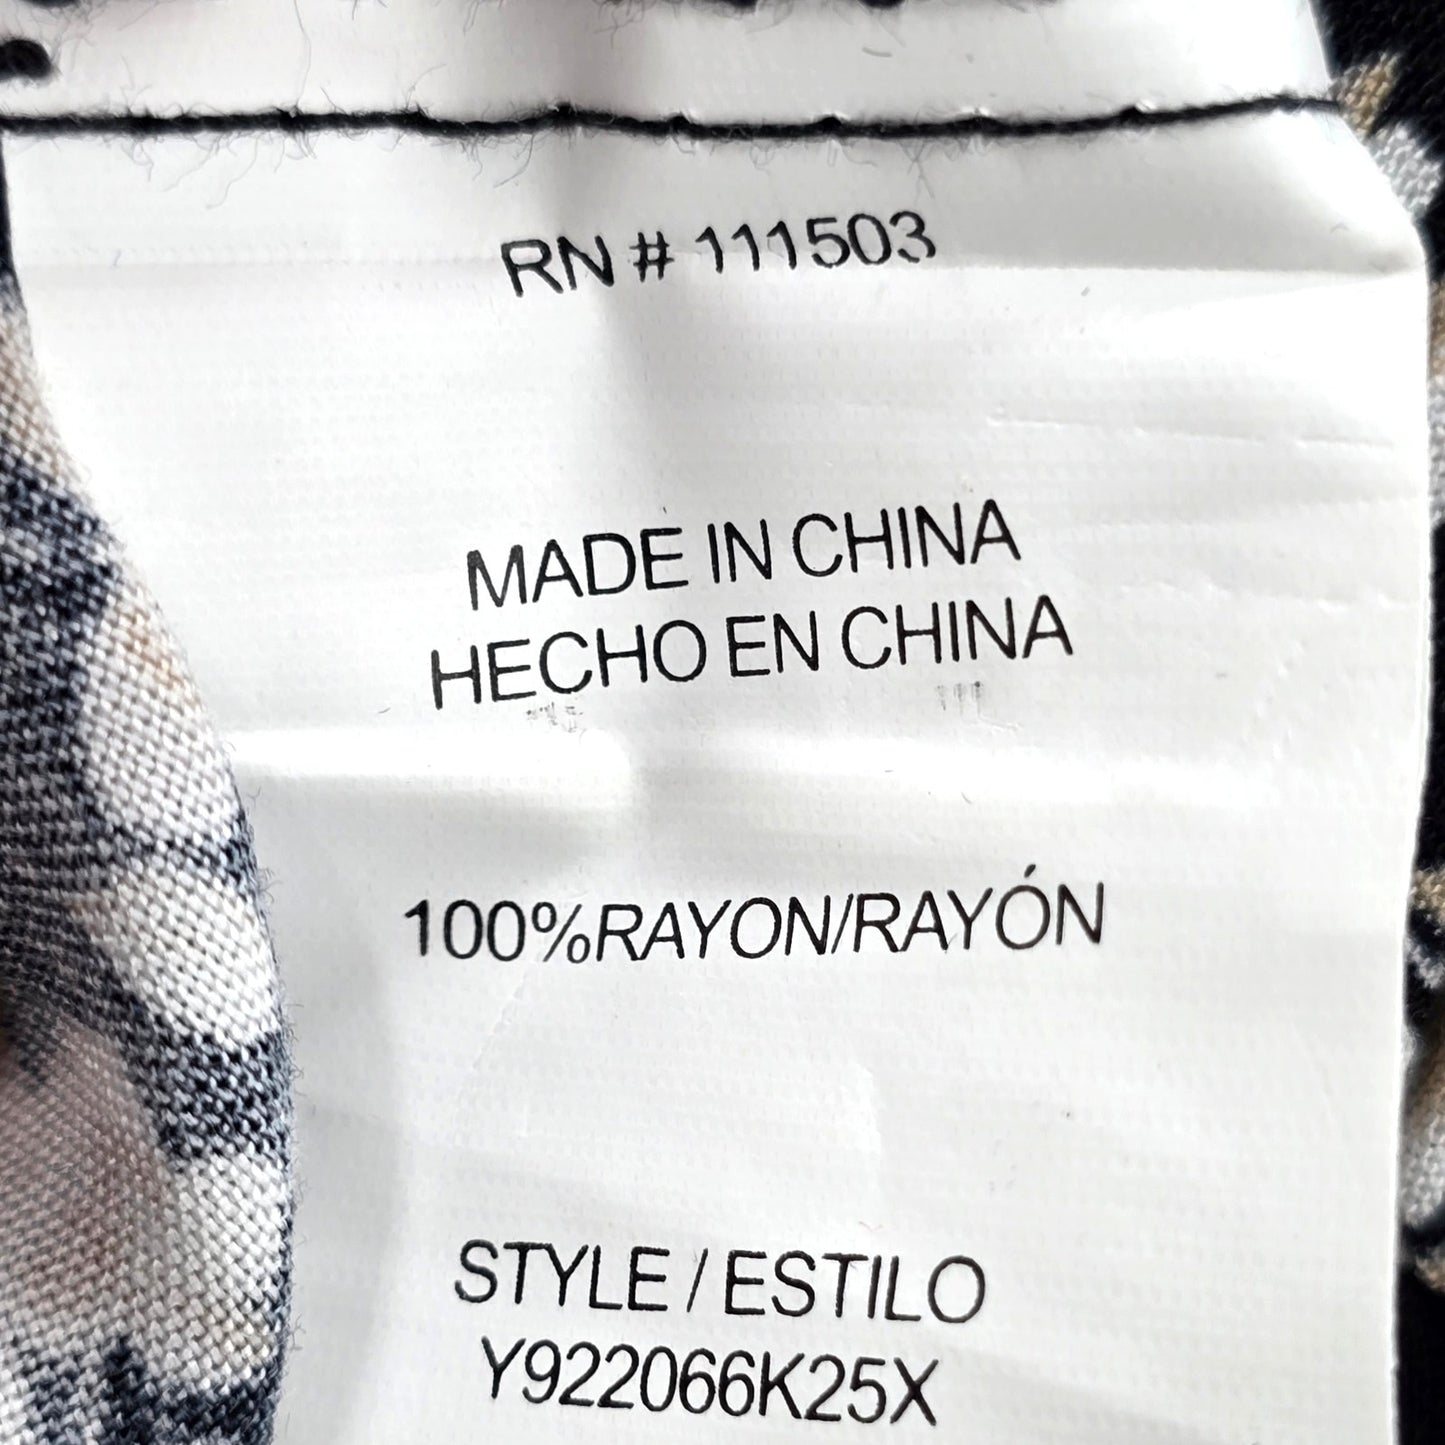 RN # 111503
MADE IN CHINA
HECHO EN CHINA
100%RAYON/RAYÓN
STYLE / ESTILO
Y922066K25X